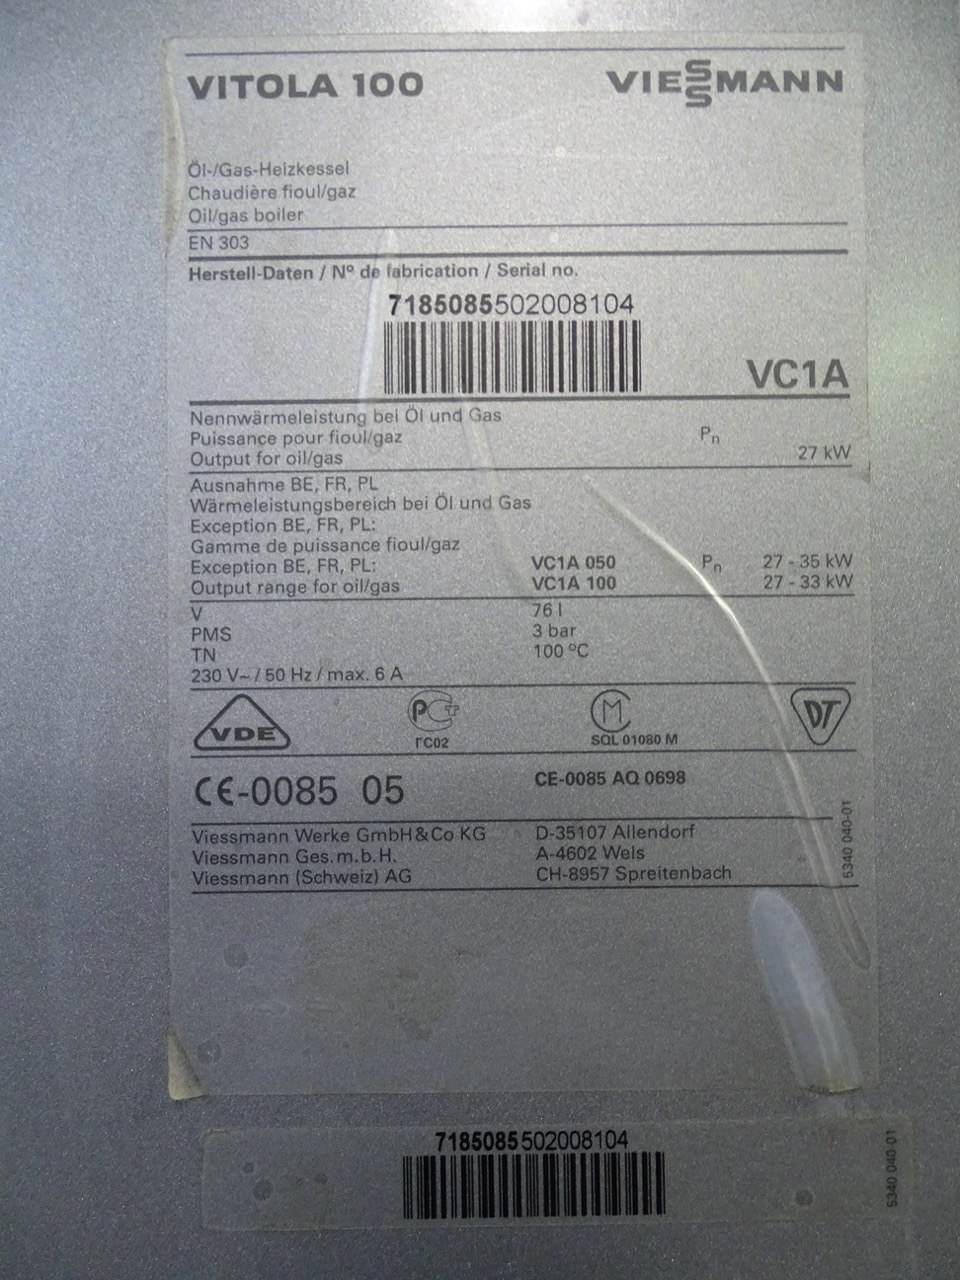 VITOLA 100 VIESSMANN
Öl-/Gas-Heizkessel
Chaudière fioul/gaz
Oil/gas boiler
EN 303
Herstell-Daten / Nº de fabrication / Serial no.
7185085502008104
VC1A
Nennwärmeleistung bei Öl und Gas
Puissance pour fioul/gaz Pn
Output for oil/gas 27 kW
Ausnahme BE, FR, PL
Wärmeleistungsbereich bei Öl und Gas
Exception BE, FR, PL:
Gamme de puissance fioul/gaz
Exception BE, FR, PL: VC1A 050 Pn 27 - 35 kW
Output range for oil/gas VC1A 100 27 - 33 kW
V 76 l
PMS 3 bar
TN 100 ºC
230 V~ / 50 Hz / max. 6 A
VDE PCT M DT
ГС02 SQL 01080 M
CE-0085 05 CE-0085 AQ 0698
Viessmann Werke GmbH&Co KG D-35107 Allendorf
Viessmann Ges.m.b.H. A-4602 Wels
Viessmann (Schweiz) AG CH-8957 Spreitenbach
5340 040-01
7185085502008104
5340 040-01